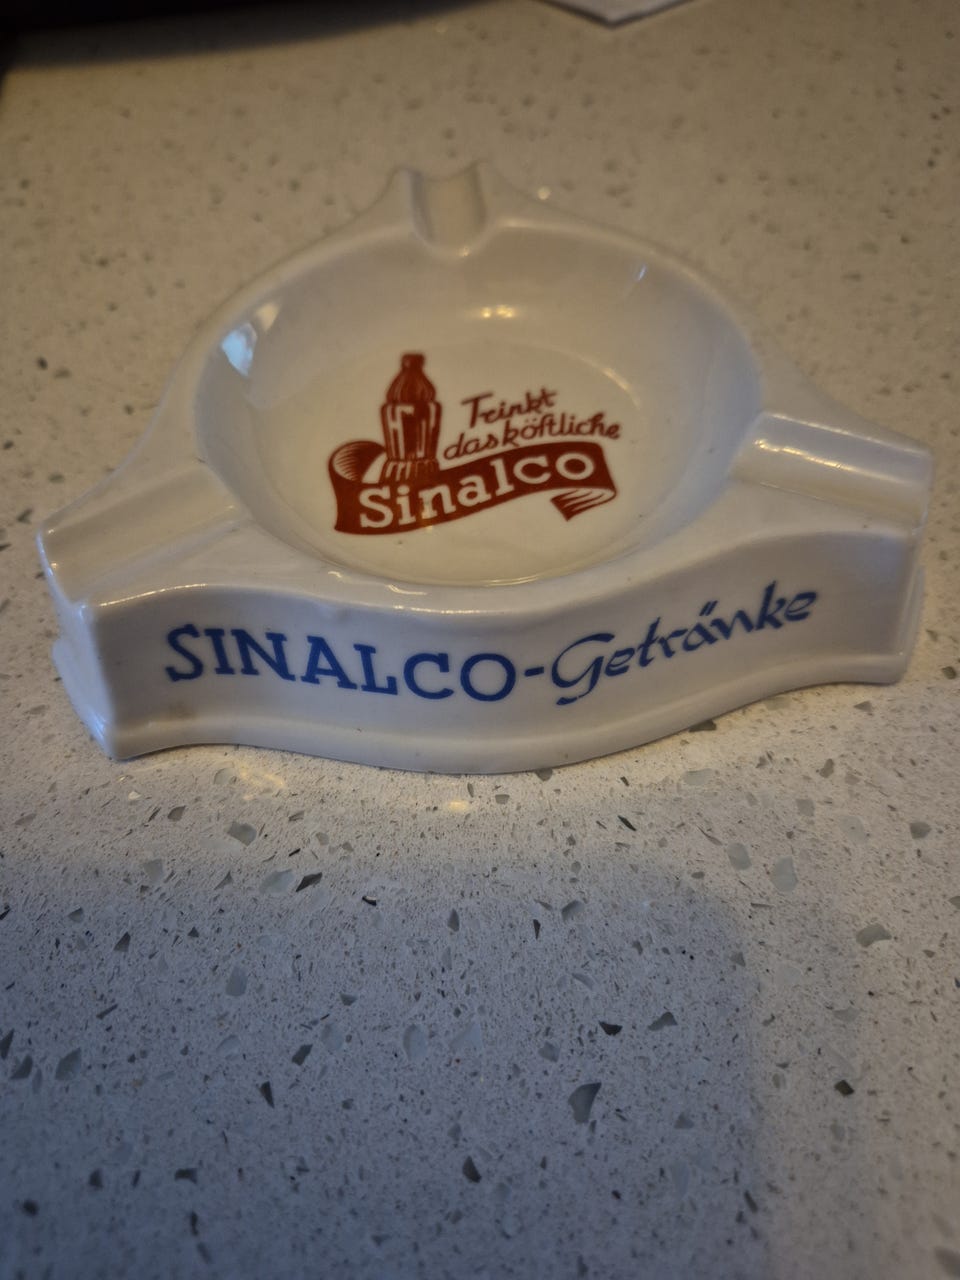 Trinkt
das köſtliche
Sinalco
SINALCO-Getränke